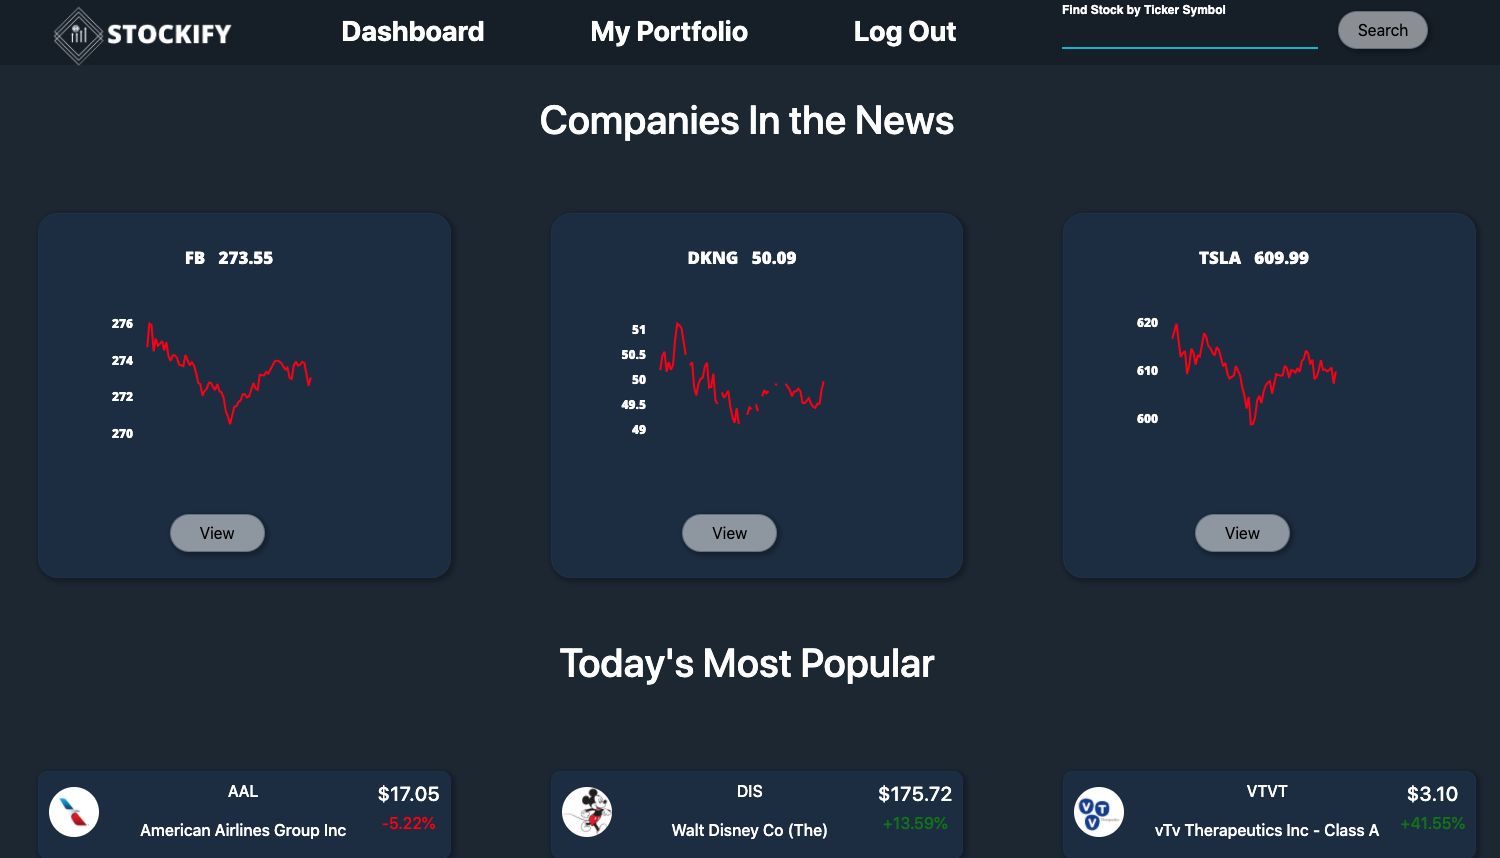 STOCKIFY
Dashboard
My Portfolio
Log Out
Find Stock by Ticker Symbol
Search
Companies In the News
FB 273.55
276
274
272
270
View
DKNG 50.09
51
50.5
50
49.5
49
View
TSLA 609.99
620
610
600
View
Today's Most Popular
AAL
$17.05
American Airlines Group Inc
-5.22%
DIS
$175.72
Walt Disney Co (The)
+13.59%
VTV
VTVT
$3.10
vTv Therapeutics Inc - Class A
+41.55%